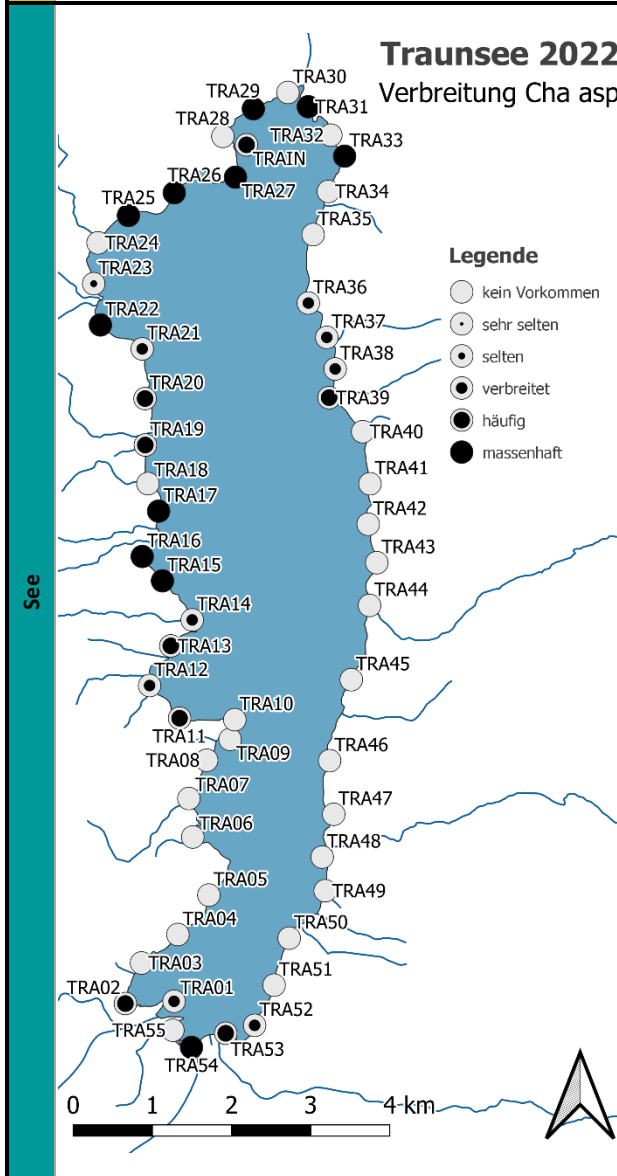 Traunsee 2022
Verbreitung Cha asp
TRA30
TRA29
TRA31
TRA28
TRA32
TRA33
TRAIN
TRA26
TRA27
TRA34
TRA25
TRA35
TRA24
TRA23
TRA36
TRA22
TRA37
TRA21
TRA38
TRA20
TRA39
TRA19
TRA40
TRA18
TRA41
TRA17
TRA42
TRA16
TRA43
TRA15
TRA44
TRA14
TRA13
TRA12
TRA45
TRA10
TRA11
TRA09
TRA08
TRA46
TRA07
TRA47
TRA06
TRA48
TRA05
TRA49
TRA04
TRA50
TRA03
TRA51
TRA02
TRA01
TRA52
TRA55
TRA53
TRA54
Legende
kein Vorkommen
sehr selten
selten
verbreitet
häufig
massenhaft
See
0 1 2 3 4 km